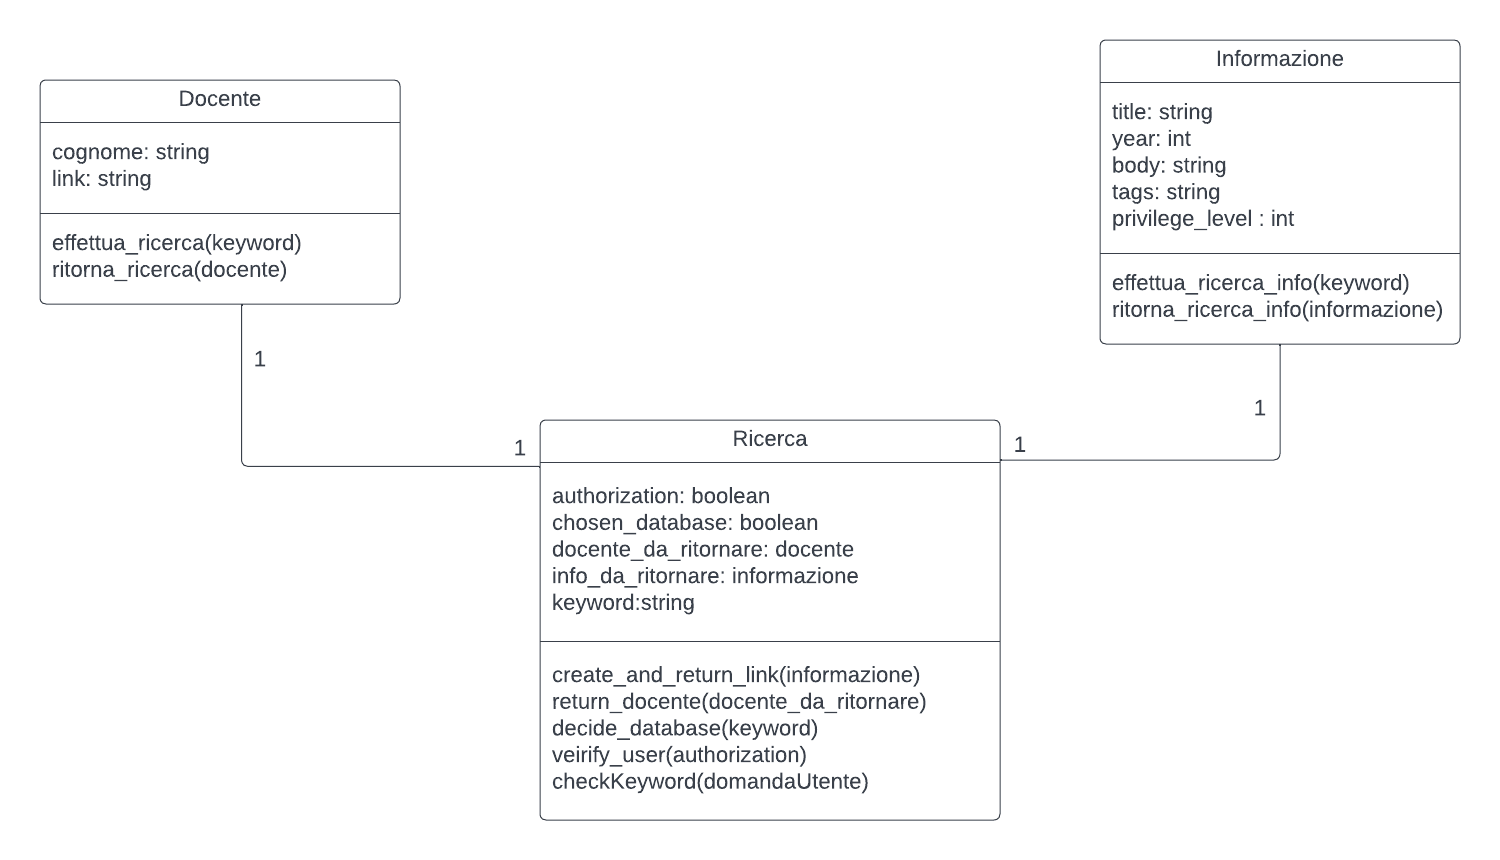 Docente
cognome: string
link: string
effettua_ricerca(keyword)
ritorna_ricerca(docente)
1
1
Informazione
title: string
year: int
body: string
tags: string
privilege_level : int
effettua_ricerca_info(keyword)
ritorna_ricerca_info(informazione)
1
1
Ricerca
authorization: boolean
chosen_database: boolean
docente_da_ritornare: docente
info_da_ritornare: informazione
keyword:string
create_and_return_link(informazione)
return_docente(docente_da_ritornare)
decide_database(keyword)
veirify_user(authorization)
checkKeyword(domandaUtente)